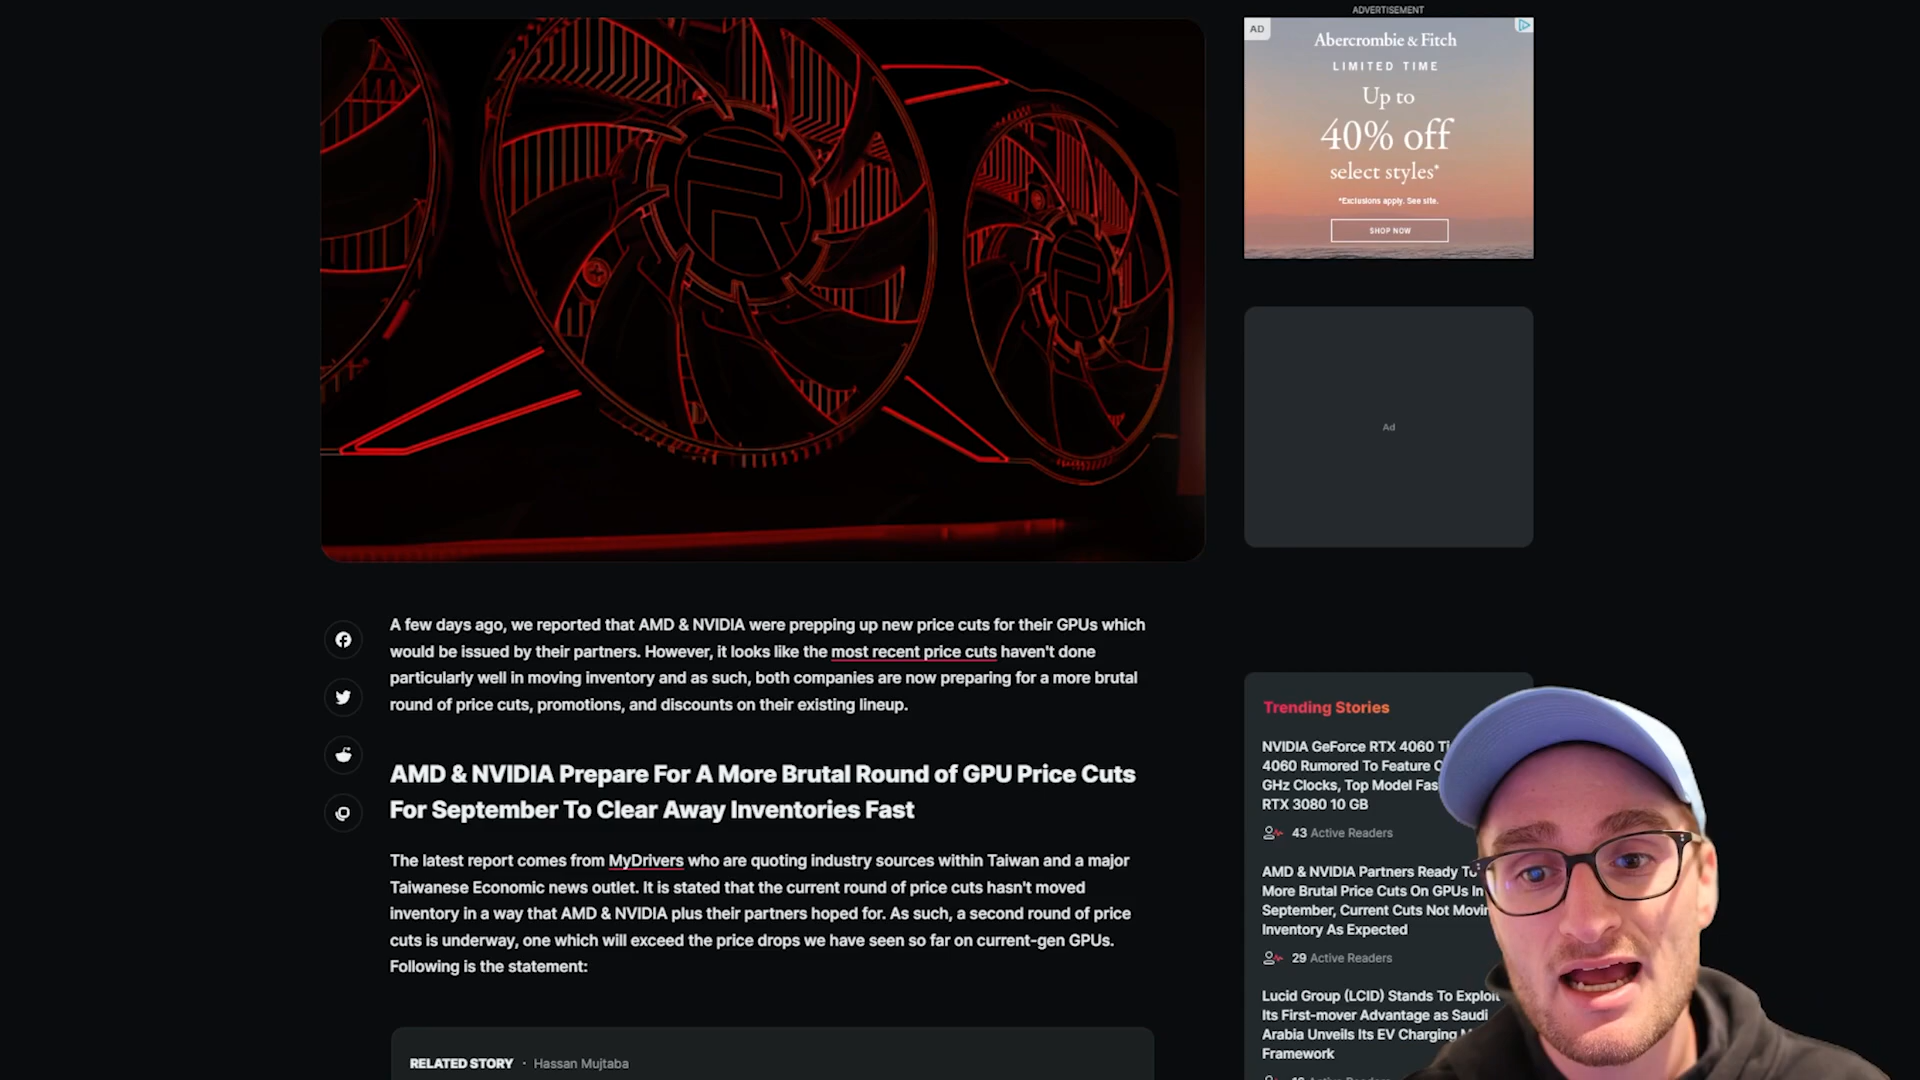 ADVERTISEMENT
AD
Abercrombie & Fitch
LIMITED TIME
Up to
40% off
select styles*
*Exclusions apply. See site.
SHOP NOW
Ad
A few days ago, we reported that AMD & NVIDIA were prepping up new price cuts for their GPUs which
would be issued by their partners. However, it looks like the most recent price cuts haven't done
particularly well in moving inventory and as such, both companies are now preparing for a more brutal
round of price cuts, promotions, and discounts on their existing lineup.
AMD & NVIDIA Prepare For A More Brutal Round of GPU Price Cuts
For September To Clear Away Inventories Fast
The latest report comes from MyDrivers who are quoting industry sources within Taiwan and a major
Taiwanese Economic news outlet. It is stated that the current round of price cuts hasn't moved
inventory in a way that AMD & NVIDIA plus their partners hoped for. As such, a second round of price
cuts is underway, one which will exceed the price drops we have seen so far on current-gen GPUs.
Following is the statement:
RELATED STORY · Hassan Mujtaba
Trending Stories
NVIDIA GeForce RTX 4060 Ti
4060 Rumored To Feature
GHz Clocks, Top Model
RTX 3080 10 GB
43 Active Readers
AMD & NVIDIA Partners Ready To
More Brutal Price Cuts On GPUs In
September, Current Cuts Not
Inventory As Expected
29 Active Readers
Lucid Group (LCID) Stands To Exploit
Its First-mover Advantage as Saudi
Arabia Unveils Its EV Charging
Framework